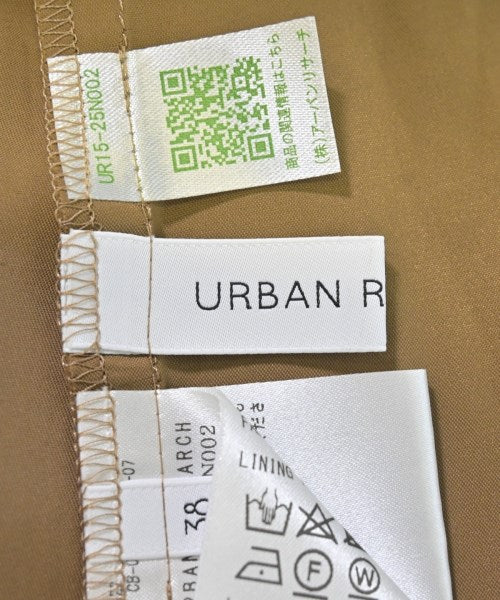 UR15-25N002
商品の関連情報はこちら
(株)アーバンリサーチ
URBAN R
-07
ARCH
N002
38
LINING
F
W